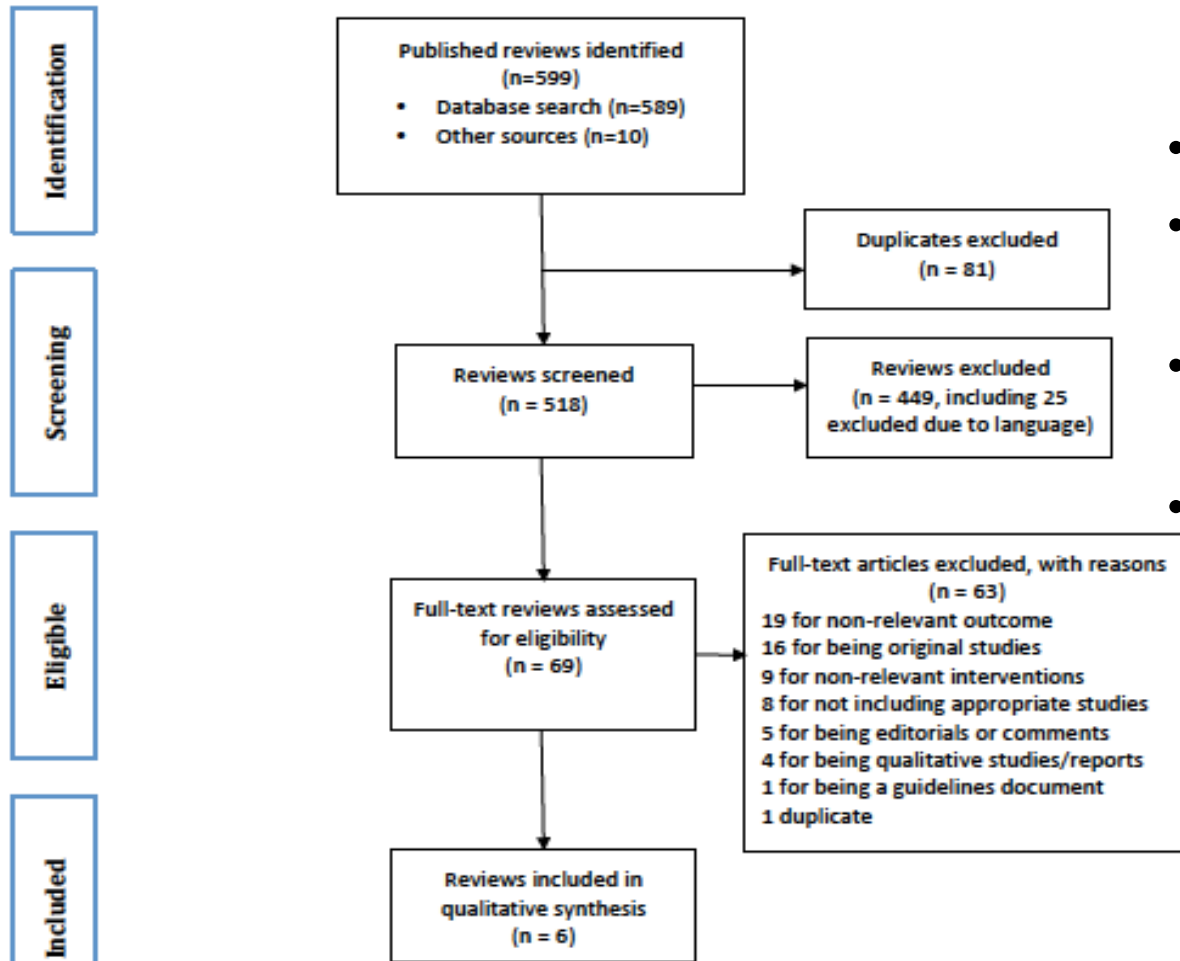 Identification
Published reviews identified
(n=599)
• Database search (n=589)
• Other sources (n=10)
Duplicates excluded
(n = 81)
Screening
Reviews screened
(n = 518)
Reviews excluded
(n = 449, including 25
excluded due to language)
Eligible
Full-text reviews assessed
for eligibility
(n = 69)
Full-text articles excluded, with reasons
(n = 63)
19 for non-relevant outcome
16 for being original studies
9 for non-relevant interventions
8 for not including appropriate studies
5 for being editorials or comments
4 for being qualitative studies/reports
1 for being a guidelines document
1 duplicate
Included
Reviews included in
qualitative synthesis
(n = 6)